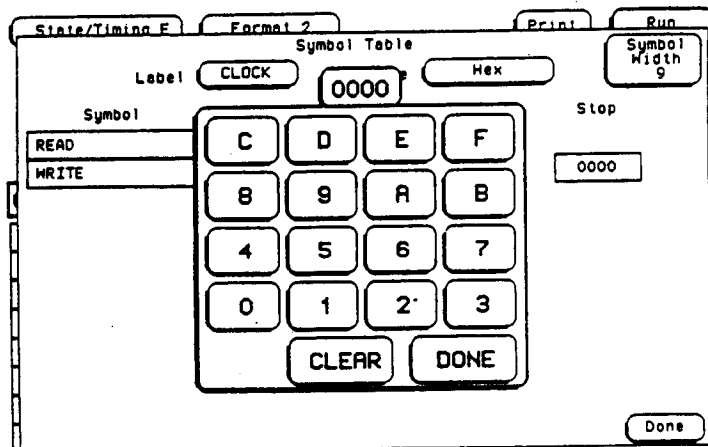 State/Timing E Format 2 Print Run
Symbol Table
Label CLOCK Hex Symbol Width 9
0000
Symbol Stop
READ
WRITE 0000
C D E F
8 9 A B
4 5 6 7
0 1 2 3
CLEAR DONE
Done